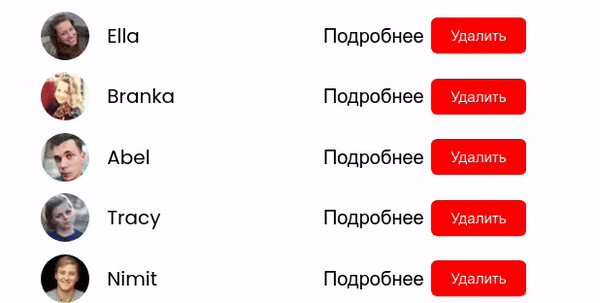 Ella Подробнее Удалить
Branka Подробнее Удалить
Abel Подробнее Удалить
Tracy Подробнее Удалить
Nimit Подробнее Удалить